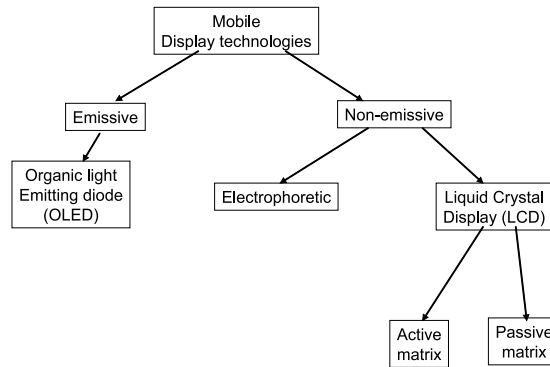 Mobile
Display technologies
Emissive
Non-emissive
Organic light
Emitting diode
(OLED)
Electrophoretic
Liquid Crystal
Display (LCD)
Active
matrix
Passive
matrix